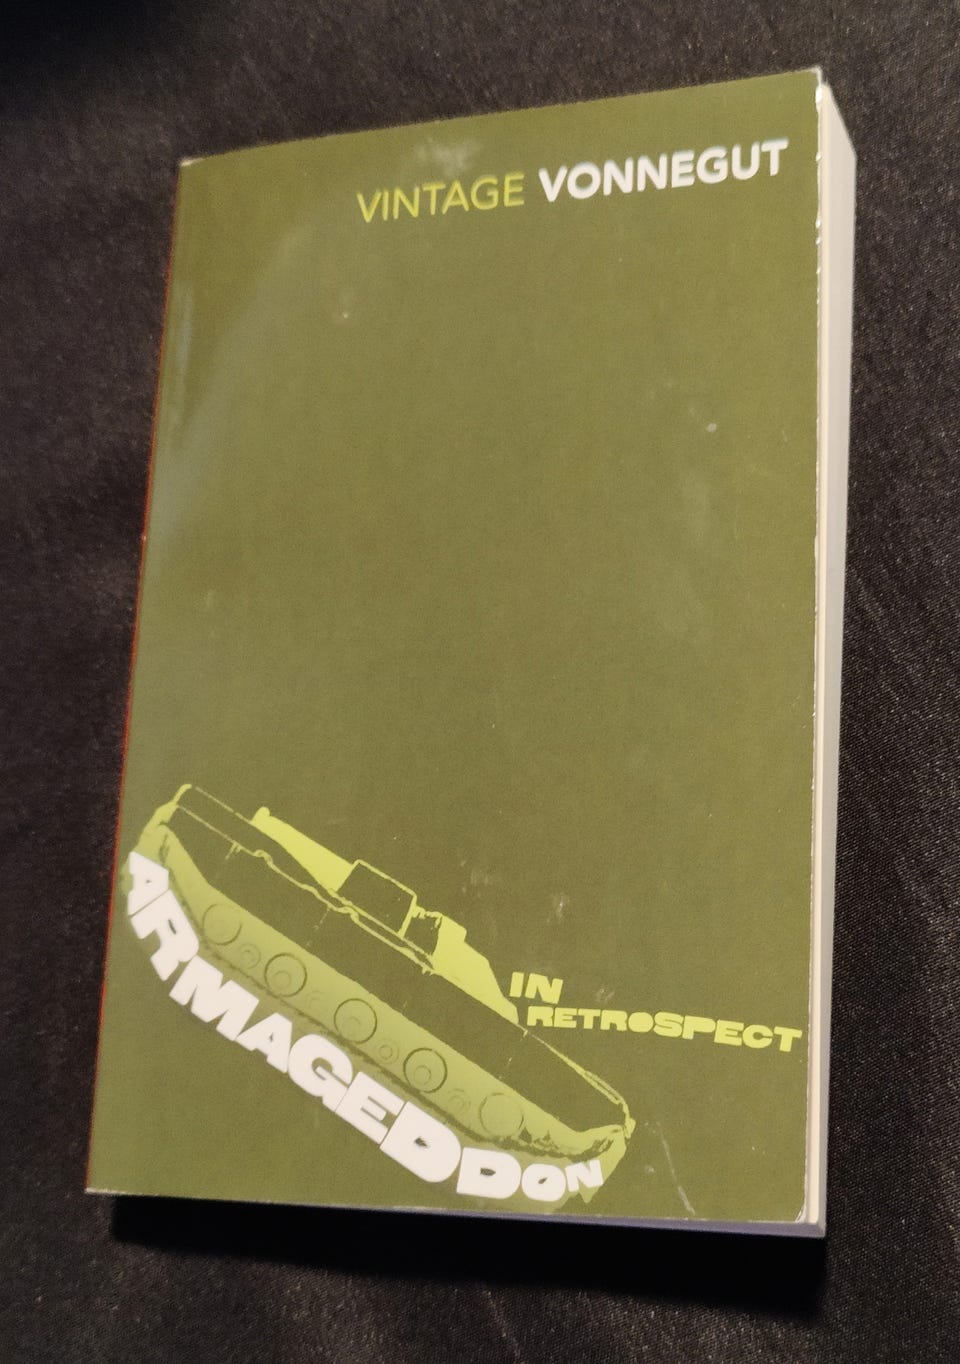 VINTAGE VONNEGUT
ARMAGEDDON
IN
RETROSPECT